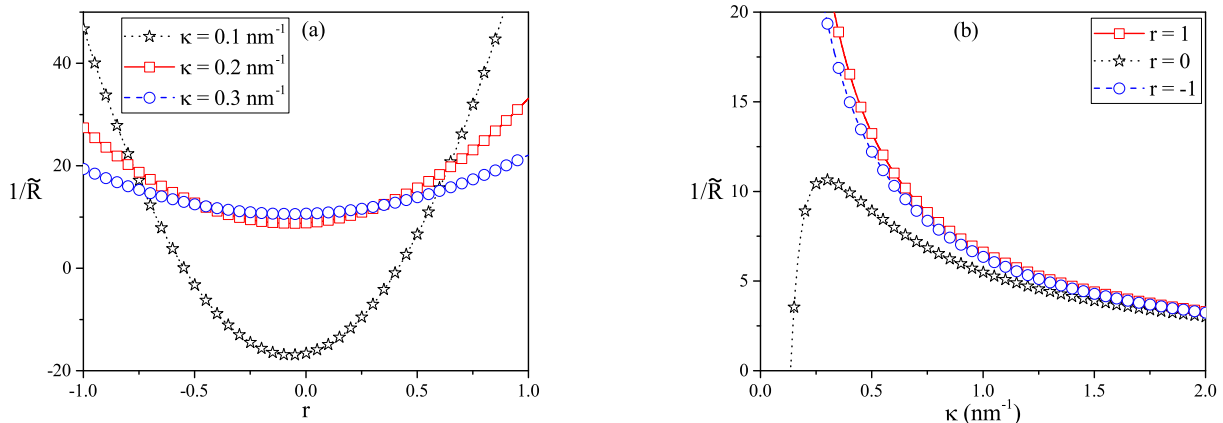 (a)
κ = 0.1 nm⁻¹
κ = 0.2 nm⁻¹
κ = 0.3 nm⁻¹
40
20
0
-20
1/R̃
-1.0 -0.5 0.0 0.5 1.0
r
(b)
r = 1
r = 0
r = -1
20
15
10
5
0
1/R̃
0.0 0.5 1.0 1.5 2.0
κ (nm⁻¹)